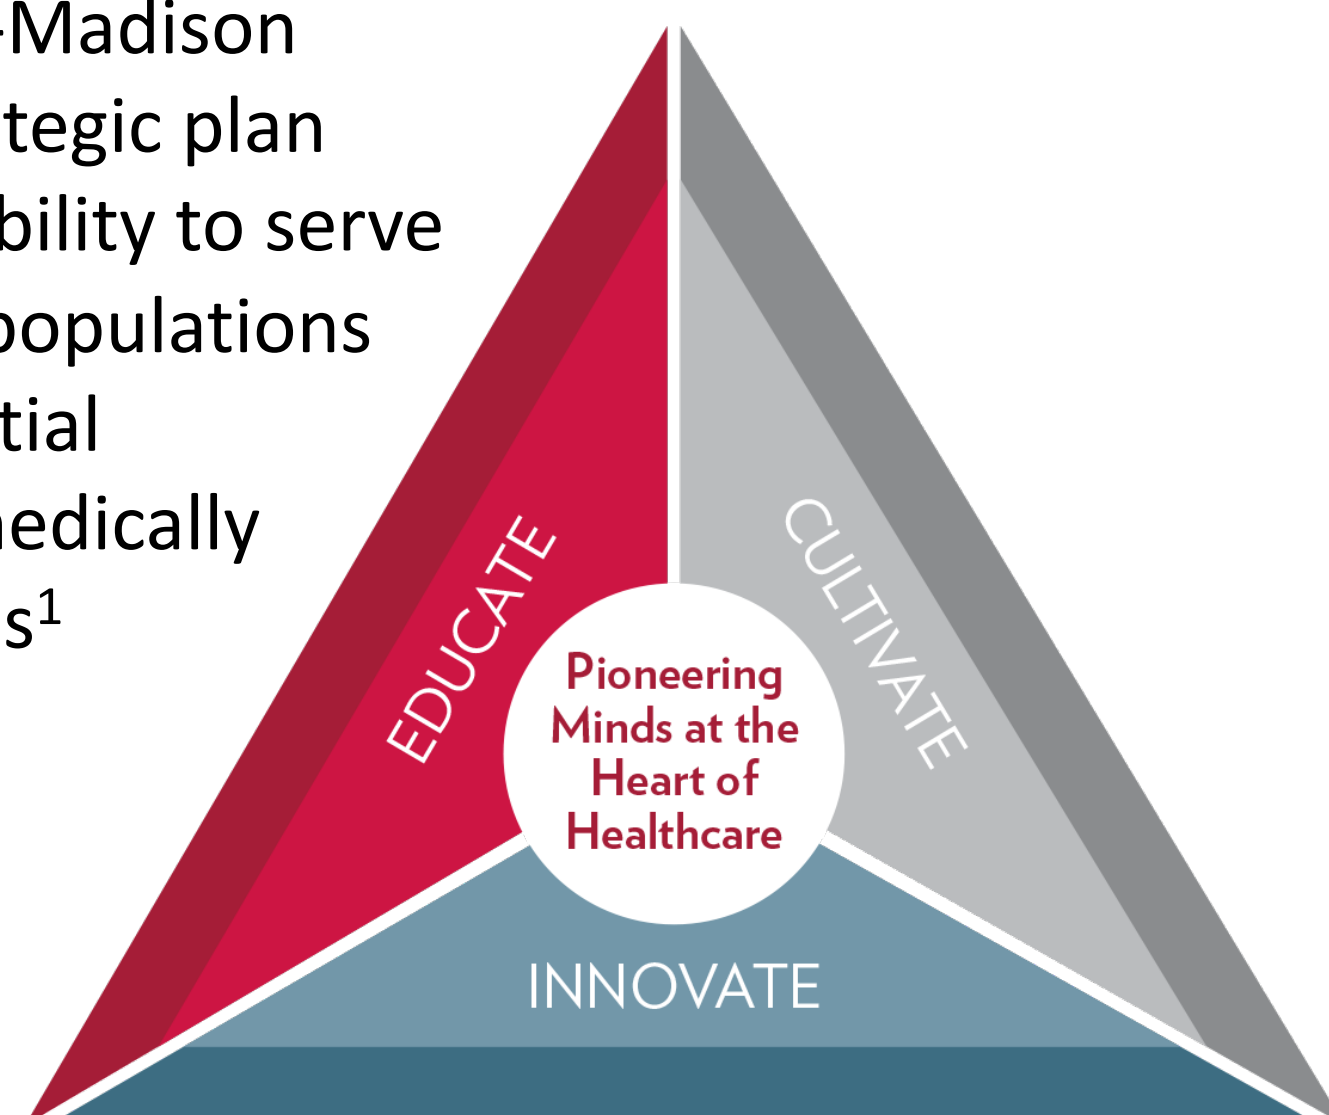 -Madison
tegic plan
bility to serve
populations
tial
nedically
s¹
EDUCATE
CULTIVATE
Pioneering
Minds at the
Heart of
Healthcare
INNOVATE